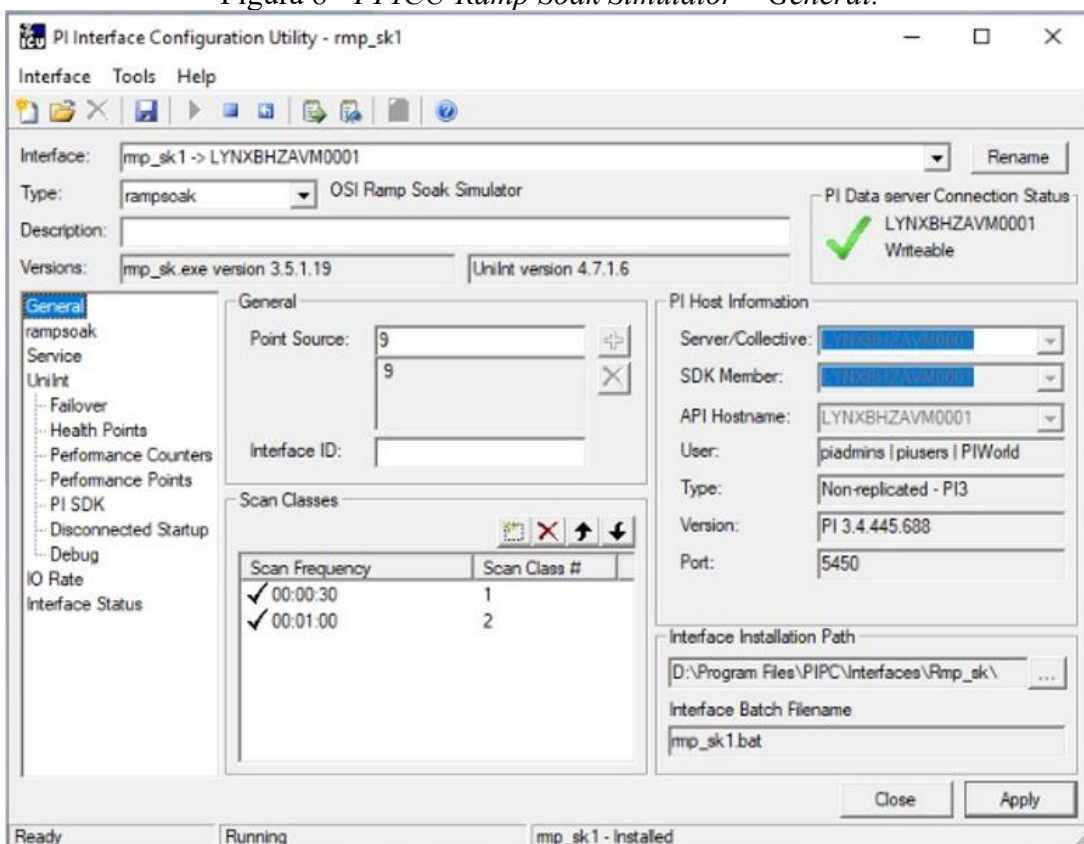 Figura 8 - PI ICU Ramp Soak Simulator – General.
PI Interface Configuration Utility - rmp_sk1
Interface Tools Help
Interface: rmp_sk1 -> LYNXBHZAVM0001 Rename
Type: rampsoak OSI Ramp Soak Simulator
PI Data server Connection Status
LYNXBHZAVM0001
Writeable
Description:
Versions: rmp_sk.exe version 3.5.1.19 UniInt version 4.7.1.6
General
rampsoak
Service
UniInt
Failover
Health Points
Performance Counters
Performance Points
PI SDK
Disconnected Startup
Debug
IO Rate
Interface Status
General
Point Source: 9
9
Interface ID:
Scan Classes
Scan Frequency Scan Class #
00:00:30 1
00:01:00 2
PI Host Information
Server/Collective: LYNXBHZAVM0001
SDK Member: LYNXBHZAVM0001
API Hostname: LYNXBHZAVM0001
User: piadmins | piusers | PIWorld
Type: Non-replicated - PI3
Version: PI 3.4.445.688
Port: 5450
Interface Installation Path
D:\Program Files\PIPC\Interfaces\Rmp_sk\ ...
Interface Batch Filename
rmp_sk1.bat
Close Apply
Ready Running rmp_sk1 - Installed